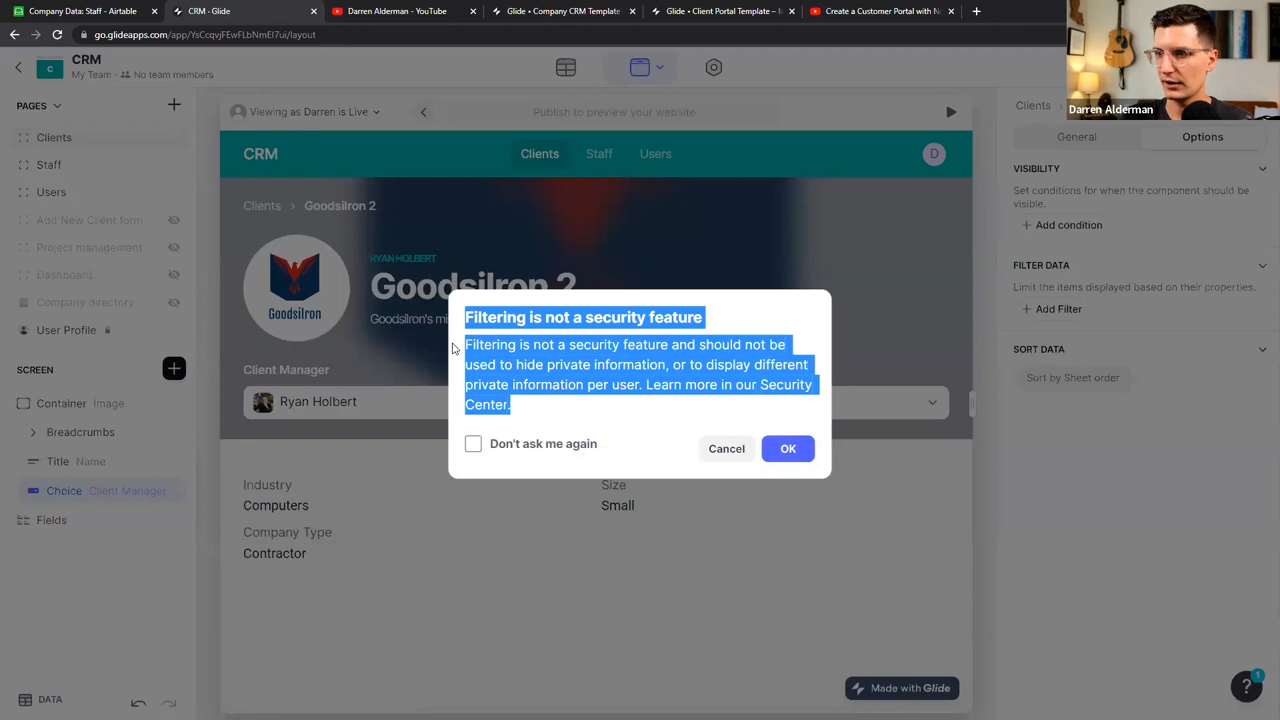 Company Data: Staff - Airtable
CRM · Glide
Darren Alderman - YouTube
Glide • Company CRM Template
Glide • Client Portal Template –
Create a Customer Portal with N
go.glideapps.com/app/YsCcqvjFEwFLbNmEI7ui/layout
Darren Alderman
C
CRM
My Team · No team members
PAGES
Clients
Staff
Users
Add New Client form
Project management
Dashboard
Company directory
User Profile
SCREEN
Container Image
Breadcrumbs
Title Name
Choice Client Manager
Fields
DATA
Viewing as Darren is Live
Publish to preview your website
CRM
Clients
Staff
Users
D
Clients
Goodsilron 2
Goodsilron
RYAN HOLBERT
Goodsilron 2
Goodsilron's mi
Client Manager
Ryan Holbert
Filtering is not a security feature
Filtering is not a security feature and should not be
used to hide private information, or to display different
private information per user. Learn more in our Security
Center.
Don't ask me again
Cancel
OK
Industry
Computers
Size
Small
Company Type
Contractor
Made with Glide
Clients
General
Options
VISIBILITY
Set conditions for when the component should be
visible.
Add condition
FILTER DATA
Limit the items displayed based on their properties.
Add Filter
SORT DATA
Sort by Sheet order
?
1